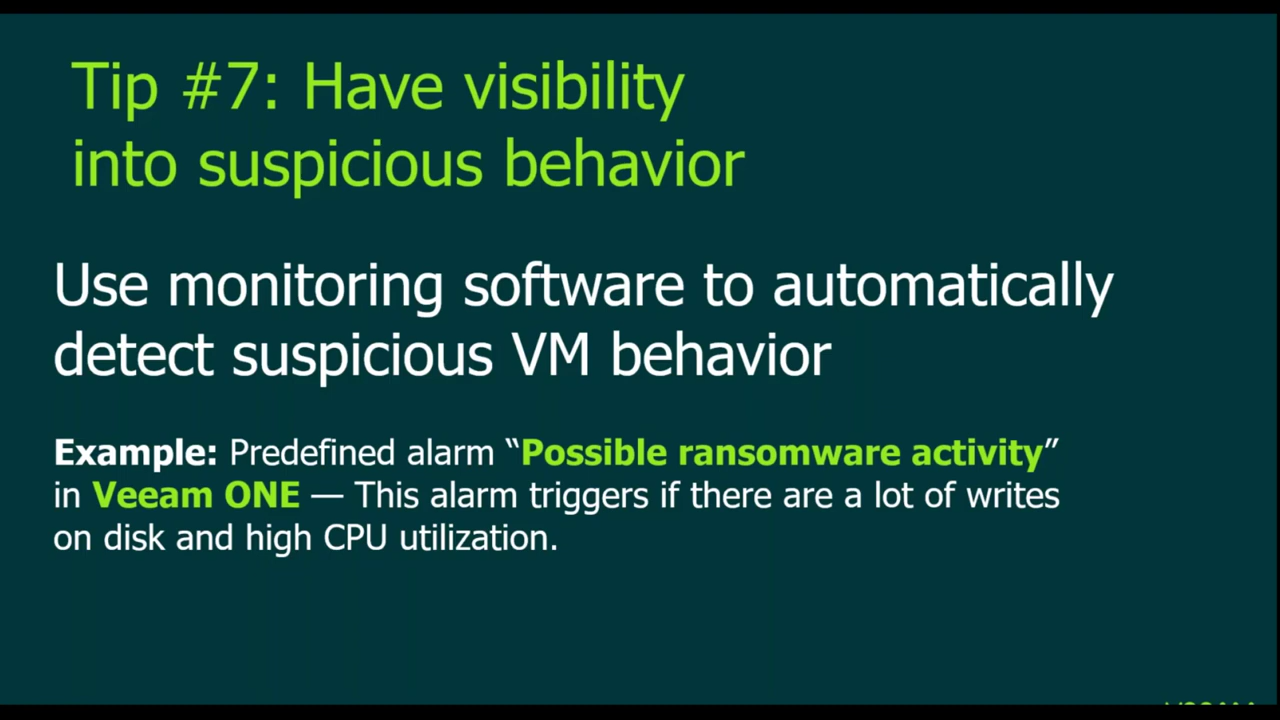 Tip #7: Have visibility
into suspicious behavior
Use monitoring software to automatically
detect suspicious VM behavior
Example: Predefined alarm “Possible ransomware activity”
in Veeam ONE — This alarm triggers if there are a lot of writes
on disk and high CPU utilization.